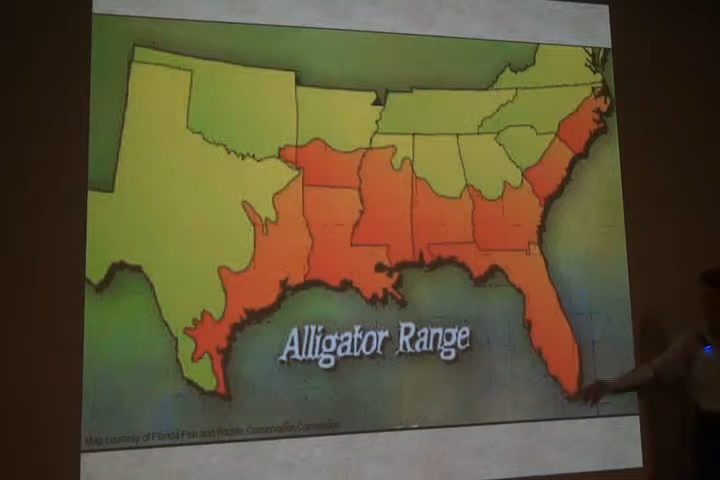 Alligator Range
Map courtesy of Florida Fish and Wildlife Conservation Commission